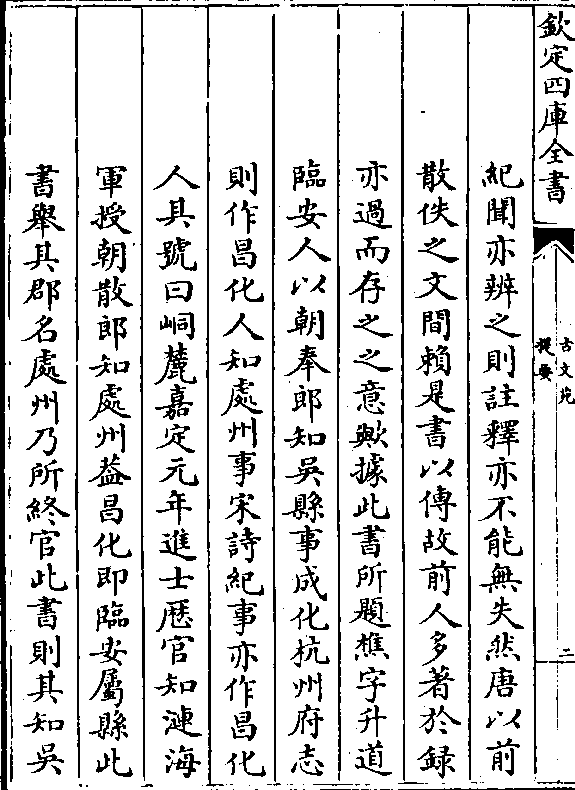 欽定四庫全書
古文苑
提要
二
紀聞亦辨之則註釋亦不能無失然唐以前
散佚之文間賴是書以傳故前人多著於録
亦過而存之之意歟據此書所題樵字升道
臨安人以朝奉郎知吳縣事成化杭州府志
則作昌化人知處州事宋詩紀事亦作昌化
人具號曰峒麓嘉定元年進士歴官知漣海
軍授朝散郎知處州葢昌化即臨安屬縣此
書舉其郡名處州乃所終官此書則其知吳